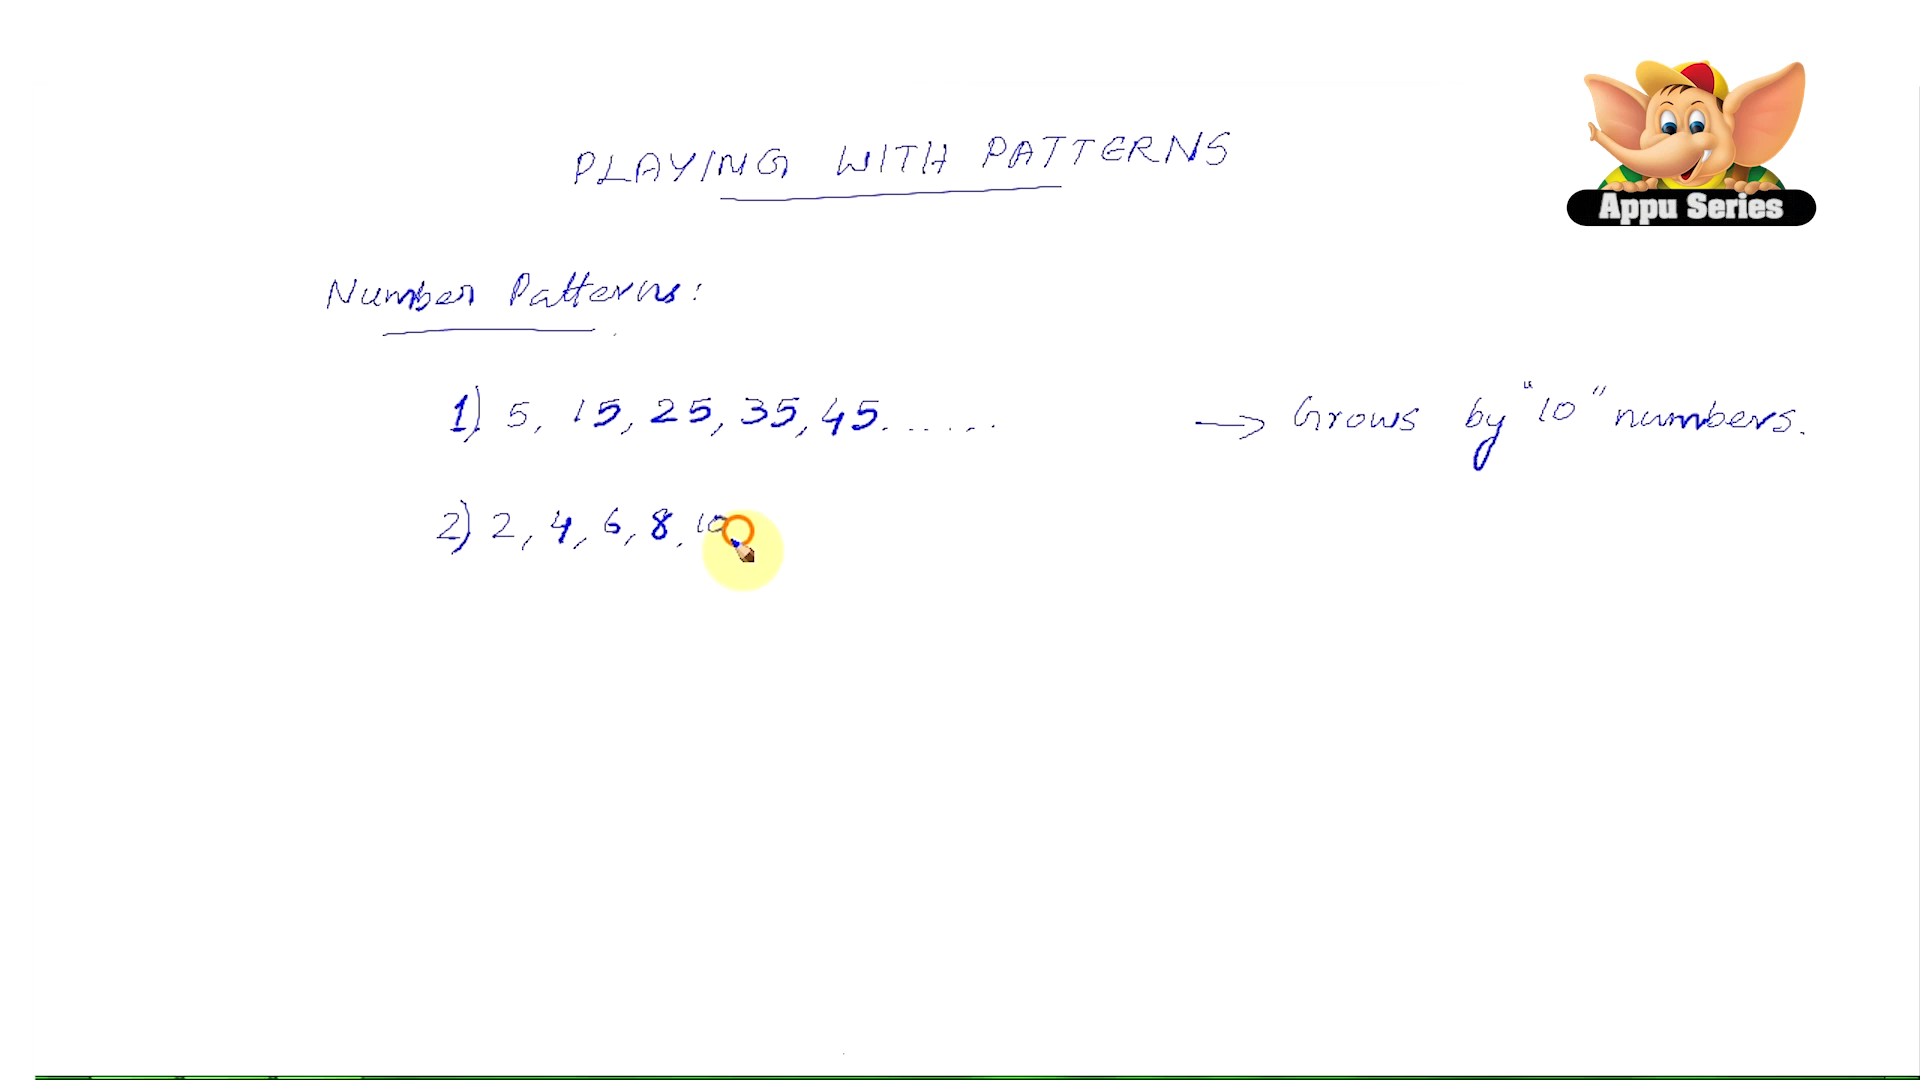 Appu Series
PLAYING WITH PATTERNS
Number Patterns:
1) 5, 15, 25, 35, 45...... → Grows by "10" numbers.
2) 2, 4, 6, 8, 10